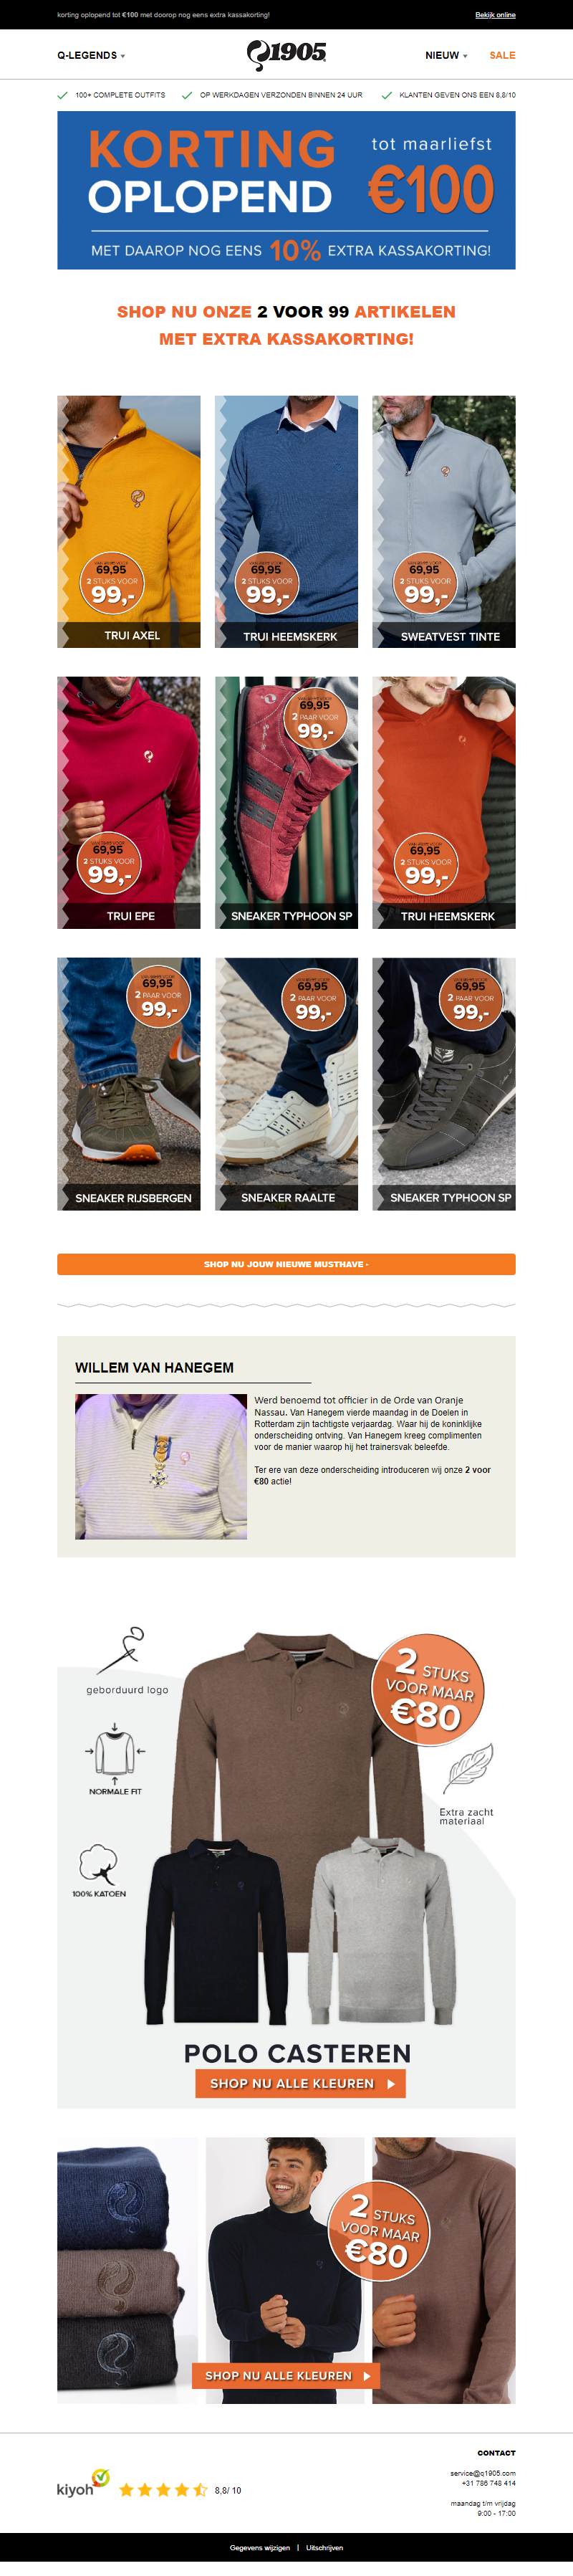 korting oplopend tot €100 met doorop nog eens extra kassakorting!
Bekijk online
Q-LEGENDS
1905
NIEUW
SALE
100+ COMPLETE OUTFITS
OP WERKDAGEN VERZONDEN BINNEN 24 UUR
KLANTEN GEVEN ONS EEN 8,8/10
KORTING
OPLOPEND
tot maarliefst
€100
MET DAAROP NOG EENS 10% EXTRA KASSAKORTING!
SHOP NU ONZE 2 VOOR 99 ARTIKELEN
MET EXTRA KASSAKORTING!
69,95
2 STUKS VOOR
99,-
TRUI AXEL
69,95
2 STUKS VOOR
99,-
TRUI HEEMSKERK
69,95
2 STUKS VOOR
99,-
SWEATVEST TINTE
69,95
2 STUKS VOOR
99,-
TRUI EPE
69,95
2 PAAR VOOR
99,-
SNEAKER TYPHOON SP
69,95
2 STUKS VOOR
99,-
TRUI HEEMSKERK
69,95
2 PAAR VOOR
99,-
SNEAKER RIJSBERGEN
69,95
2 PAAR VOOR
99,-
SNEAKER RAALTE
69,95
2 PAAR VOOR
99,-
SNEAKER TYPHOON SP
SHOP NU JOUW NIEUWE MUSTHAVE
WILLEM VAN HANEGEM
Werd benoemd tot officier in de Orde van Oranje
Nassau. Van Hanegem vierde maandag in de Doelen in
Rotterdam zijn tachtigste verjaardag. Waar hij de koninklijke
onderscheiding ontving. Van Hanegem kreeg complimenten
voor de manier waarop hij het trainersvak beleefde.
Ter ere van deze onderscheiding introduceren wij onze 2 voor
€80 actie!
geborduurd logo
2 STUKS
VOOR MAAR
€80
NORMALE FIT
Extra zacht
materiaal
100% KATOEN
POLO CASTEREN
SHOP NU ALLE KLEUREN
2 STUKS
VOOR MAAR
€80
SHOP NU ALLE KLEUREN
CONTACT
service@q1905.com
+31 786 748 414
maandag t/m vrijdag
9:00 - 17:00
kiyoh
8,8/ 10
Gegevens wijzigen | Uitschrijven